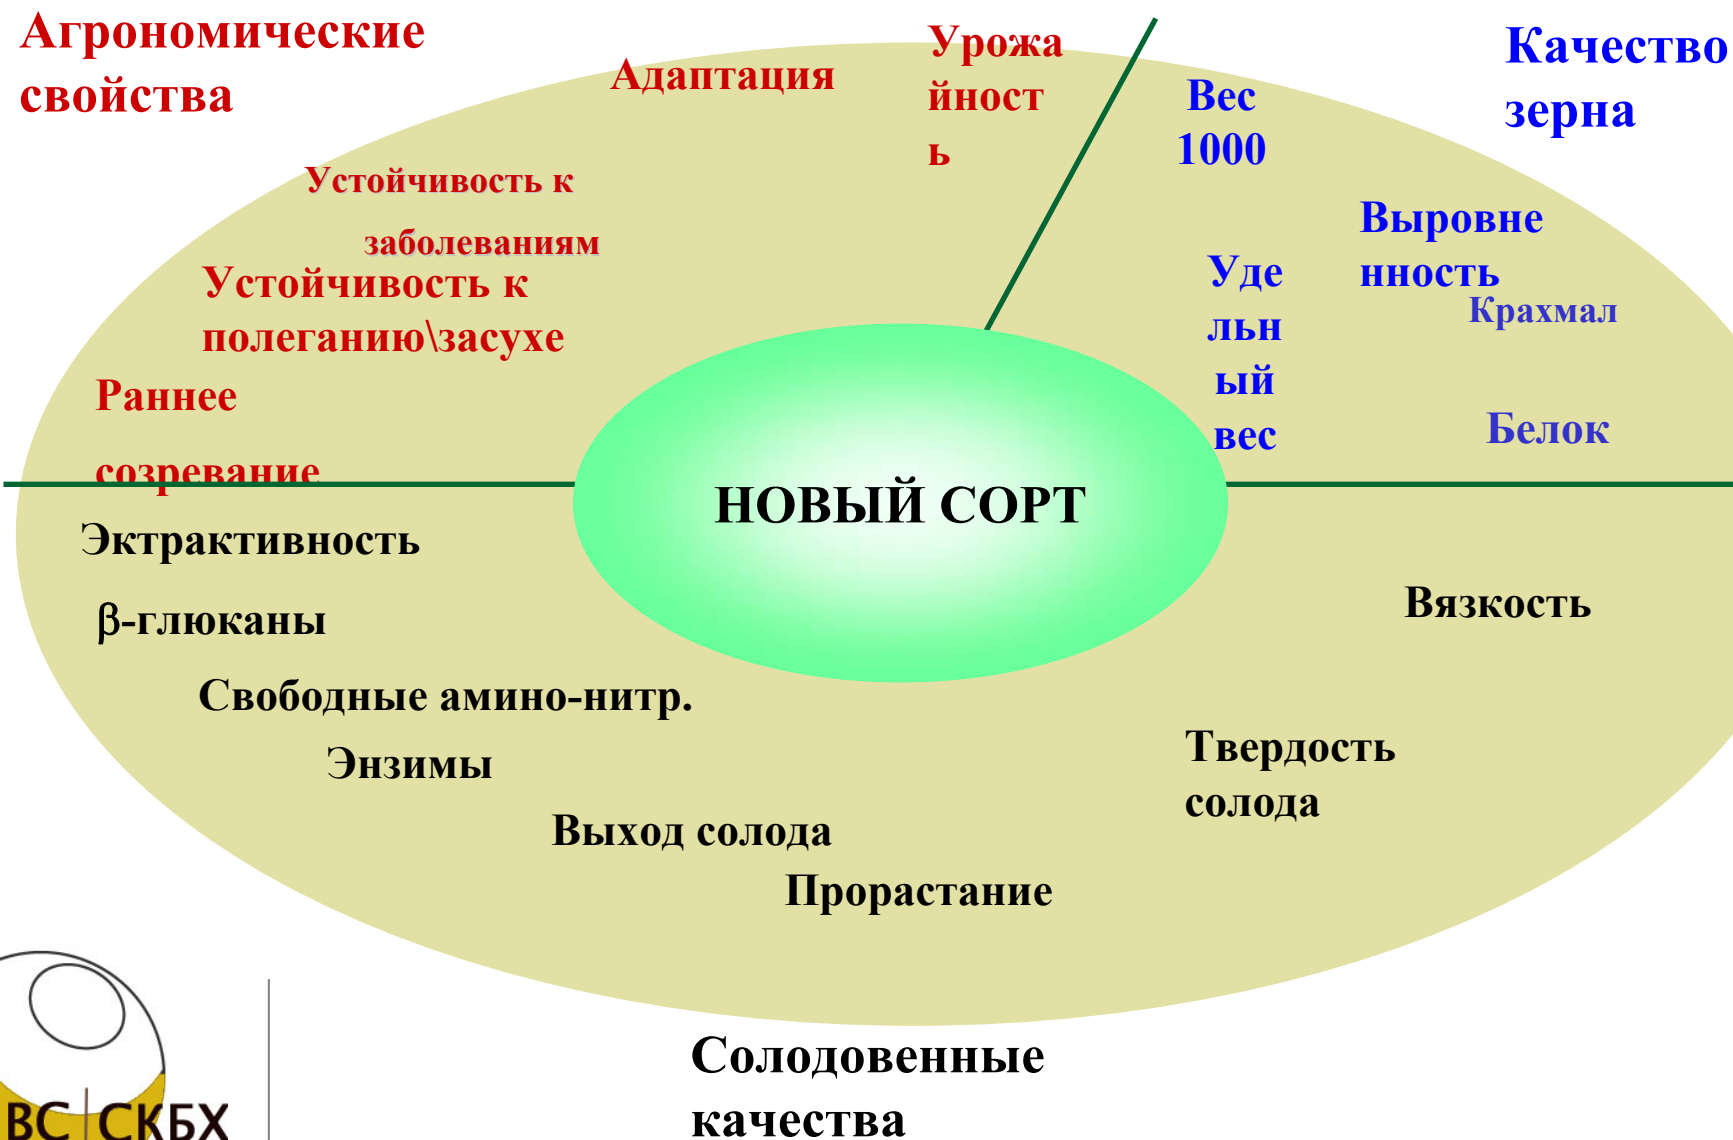 Агрономические
свойства
Адаптация
Урожа
йност
ь
Устойчивость к
заболеваниям
Устойчивость к
полеганию\засухе
Раннее
созревание
Качество
зерна
Вес
1000
Выровне
нность
Уде
льн
ый
вес
Крахмал
Белок
НОВЫЙ СОРТ
Эктрактивность
β-глюканы
Свободные амино-нитр.
Энзимы
Выход солода
Прорастание
Вязкость
Твердость
солода
Солодовенные
качества
ВС СКБХ